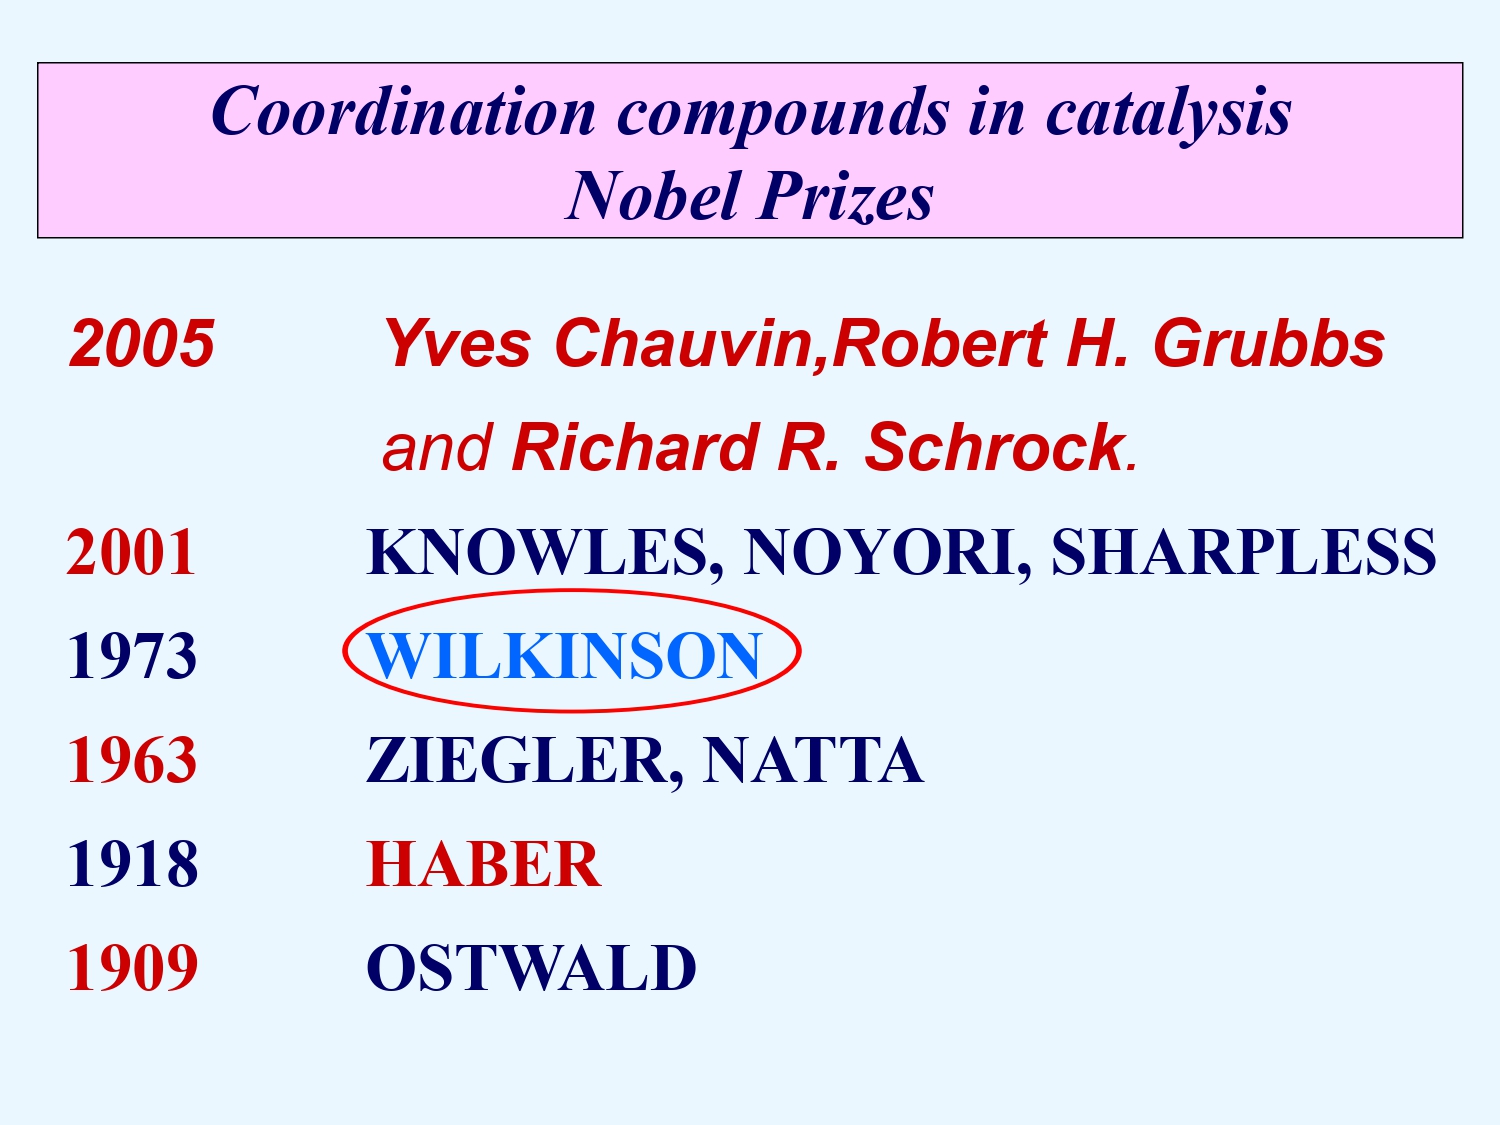 Coordination compounds in catalysis
Nobel Prizes
2005 Yves Chauvin,Robert H. Grubbs
and Richard R. Schrock.
2001 KNOWLES, NOYORI, SHARPLESS
1973 WILKINSON
1963 ZIEGLER, NATTA
1918 HABER
1909 OSTWALD